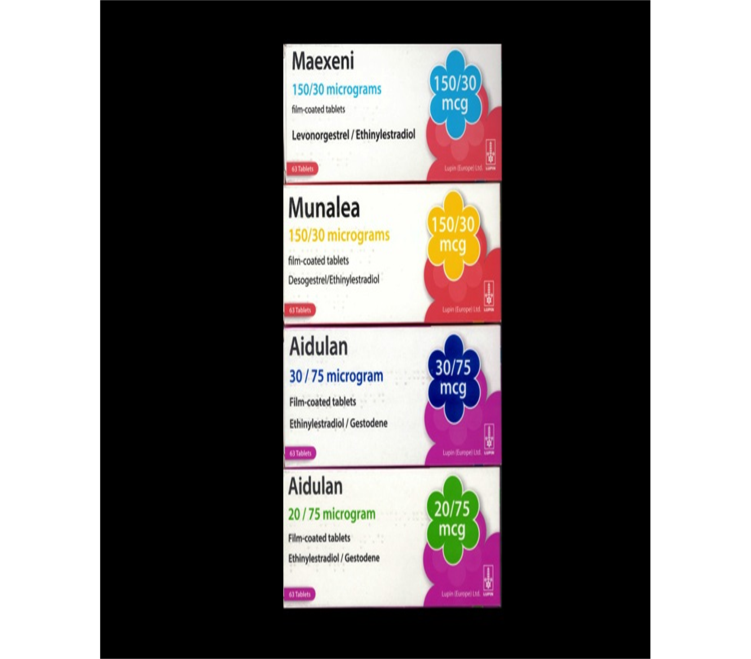 Maexeni
150/30 micrograms
film-coated tablets
Levonorgestrel / Ethinylestradiol
63 Tablets
150/30
mcg
Lupin (Europe) Ltd.
LUPIN
Munalea
150/30 micrograms
film-coated tablets
Desogestrel/Ethinylestradiol
63 Tablets
150/30
mcg
Lupin (Europe) Ltd.
LUPIN
Aidulan
30 / 75 microgram
Film-coated tablets
Ethinylestradiol / Gestodene
63 Tablets
30/75
mcg
Lupin (Europe) Ltd.
LUPIN
Aidulan
20 / 75 microgram
Film-coated tablets
Ethinylestradiol / Gestodene
63 Tablets
20/75
mcg
Lupin (Europe) Ltd.
LUPIN